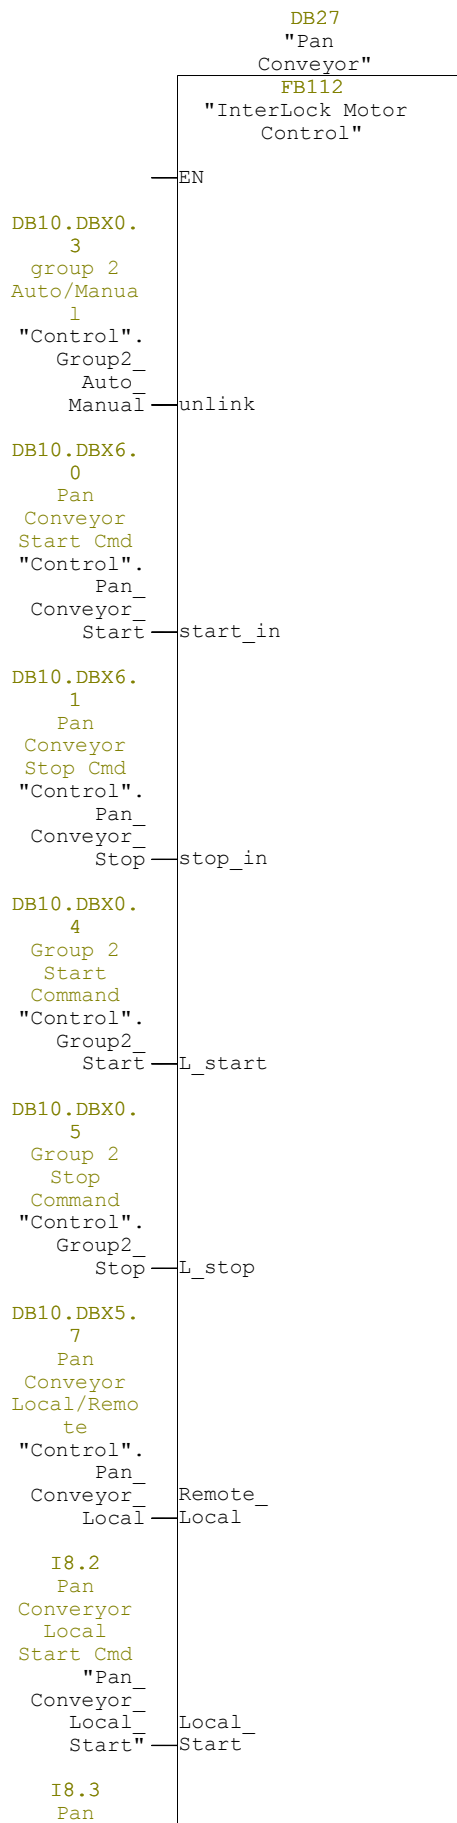 DB27
"Pan
Conveyor"
FB112
"InterLock Motor
Control"
EN
DB10.DBX0.
3
group 2
Auto/Manua
l
"Control".
Group2_
Auto_
Manual
unlink
DB10.DBX6.
0
Pan
Conveyor
Start Cmd
"Control".
Pan_
Conveyor_
Start
start_in
DB10.DBX6.
1
Pan
Conveyor
Stop Cmd
"Control".
Pan_
Conveyor_
Stop
stop_in
DB10.DBX0.
4
Group 2
Start
Command
"Control".
Group2_
Start
L_start
DB10.DBX0.
5
Group 2
Stop
Command
"Control".
Group2_
Stop
L_stop
DB10.DBX5.
7
Pan
Conveyor
Local/Remo
te
"Control".
Pan_
Conveyor_
Local
Remote_
Local
I8.2
Pan
Converyor
Local
Start Cmd
"Pan_
Conveyor_
Local_
Start"
Local_
Start
I8.3
Pan